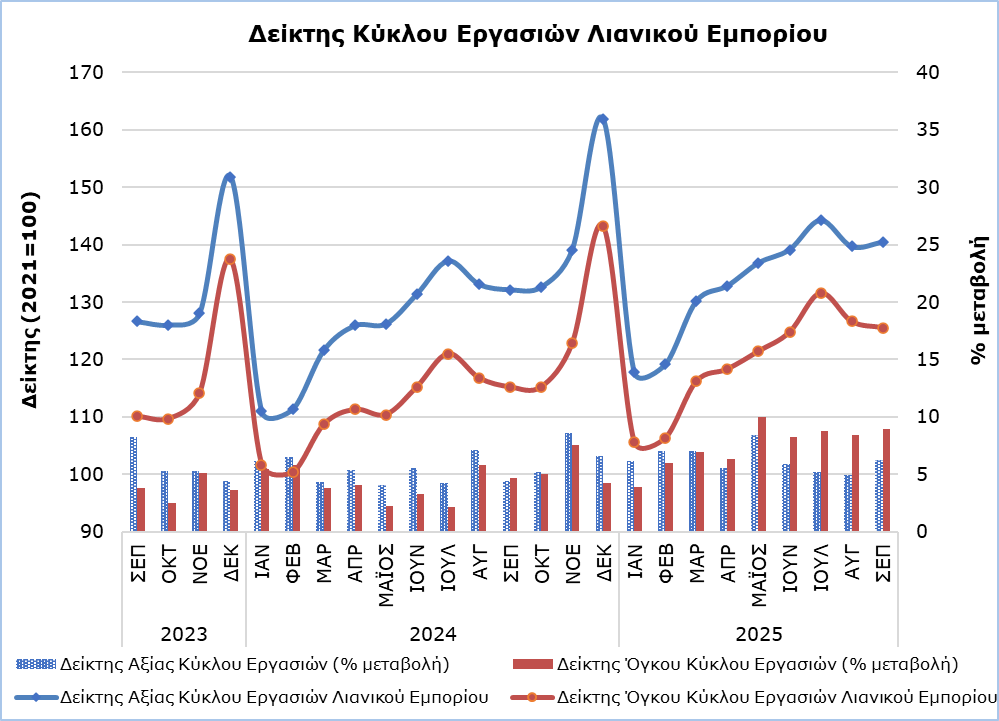 Δείκτης Κύκλου Εργασιών Λιανικού Εμπορίου
170 40
160 35
150 30
140 25
130 20
120 15
110 10
100 5
90 0
Δείκτης (2021=100)
% μεταβολή
ΣΕΠ ΟΚΤ ΝΟΕ ΔΕΚ ΙΑΝ ΦΕΒ ΜΑΡ ΑΠΡ ΜΑΪΟΣ ΙΟΥΝ ΙΟΥΛ ΑΥΓ ΣΕΠ ΟΚΤ ΝΟΕ ΔΕΚ ΙΑΝ ΦΕΒ ΜΑΡ ΑΠΡ ΜΑΪΟΣ ΙΟΥΝ ΙΟΥΛ ΑΥΓ ΣΕΠ
2023 2024 2025
Δείκτης Αξίας Κύκλου Εργασιών (% μεταβολή) Δείκτης Όγκου Κύκλου Εργασιών (% μεταβολή)
Δείκτης Αξίας Κύκλου Εργασιών Λιανικού Εμπορίου Δείκτης Όγκου Κύκλου Εργασιών Λιανικού Εμπορίου